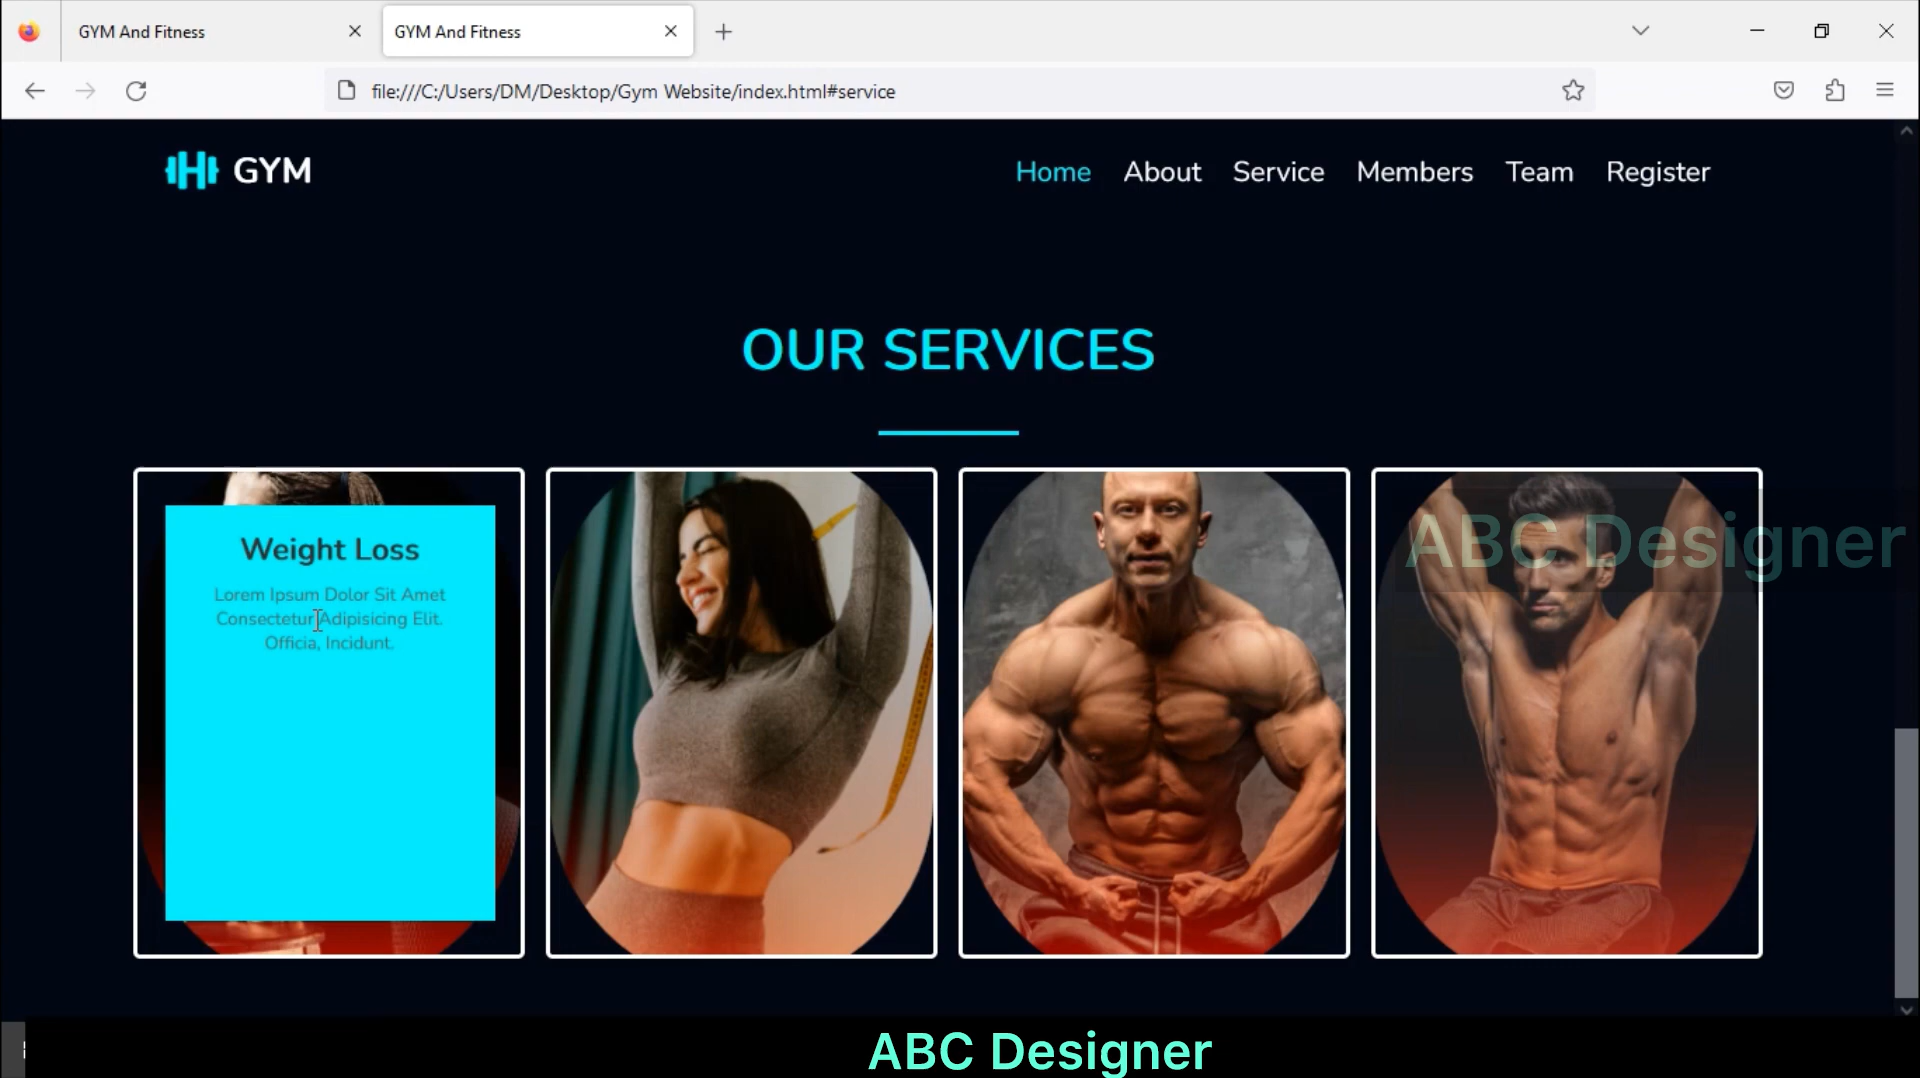 GYM And Fitness
GYM And Fitness
file:///C:/Users/DM/Desktop/Gym Website/index.html#service
GYM
Home About Service Members Team Register
OUR SERVICES
Weight Loss
Lorem Ipsum Dolor Sit Amet
Consectetur Adipisicing Elit.
Officia, Incidunt.
ABC Designer
ABC Designer